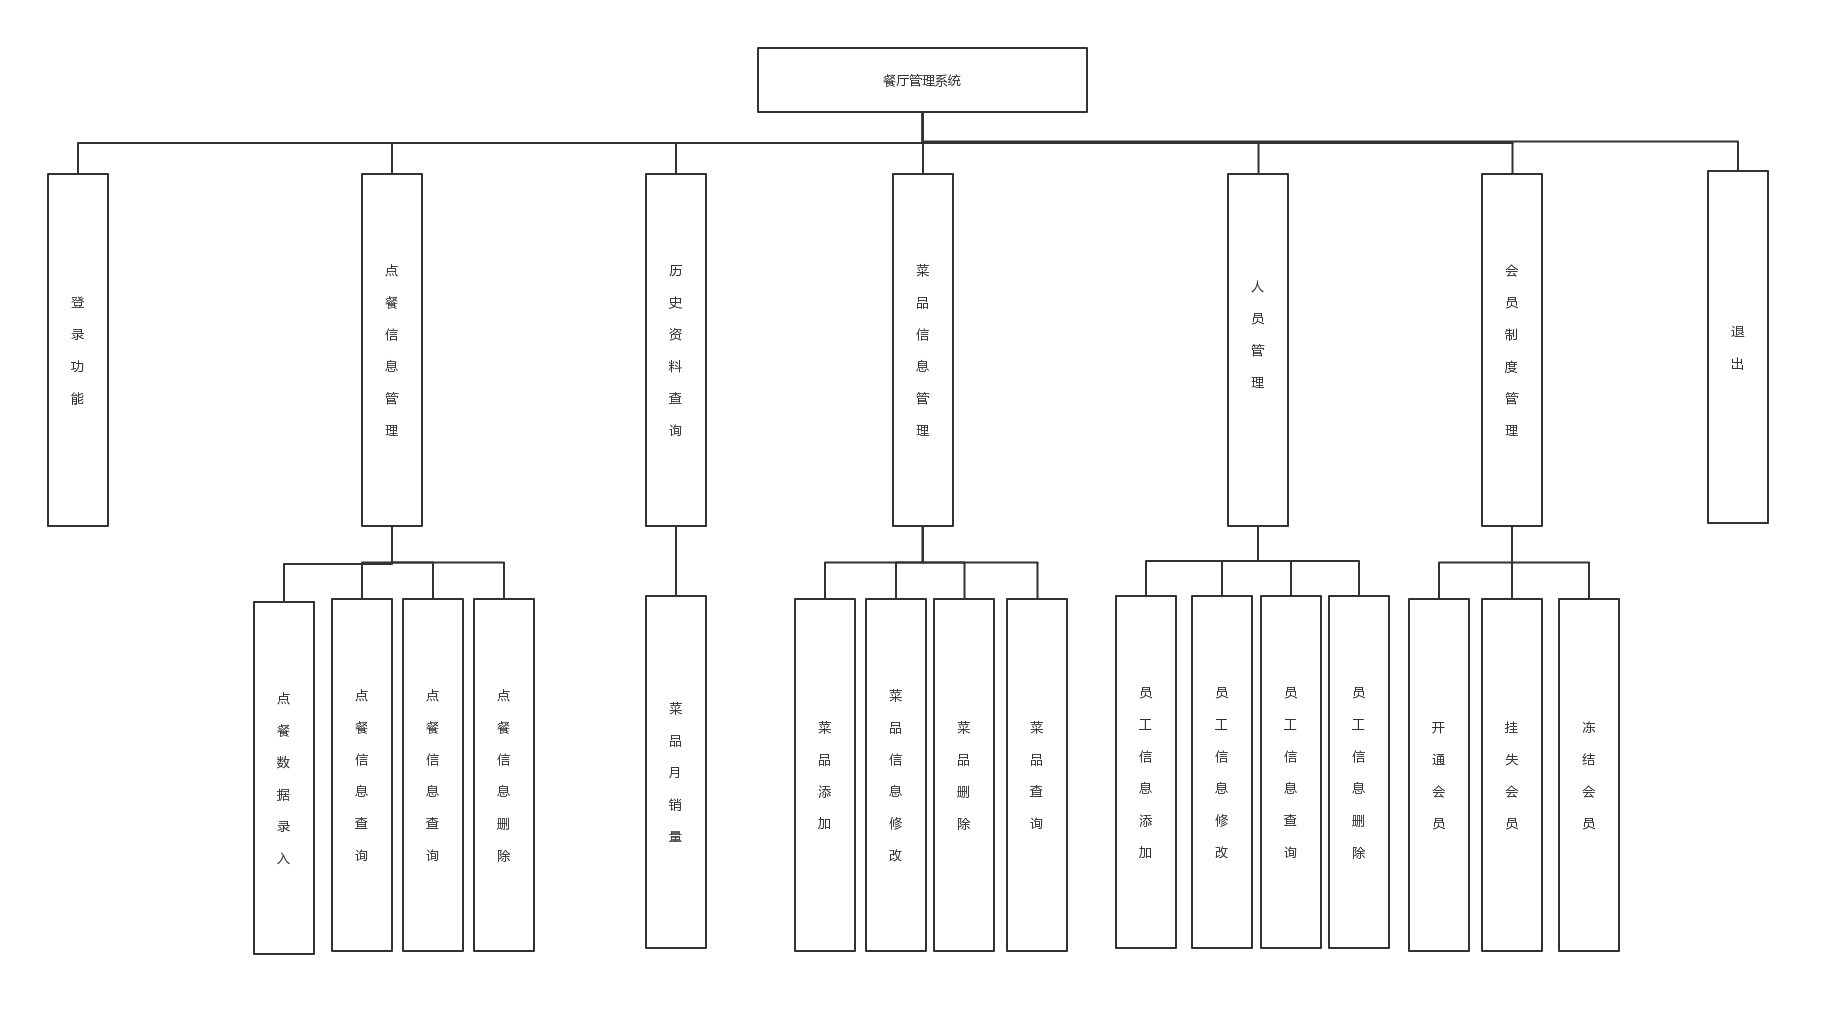 餐厅管理系统
登录功能
点餐信息管理
历史资料查询
菜品信息管理
人员管理
会员制度管理
退出
点餐数据录入
点餐信息查询
点餐信息查询
点餐信息删除
菜品月销量
菜品添加
菜品信息修改
菜品删除
菜品查询
员工信息添加
员工信息修改
员工信息查询
员工信息删除
开通会员
挂失会员
冻结会员